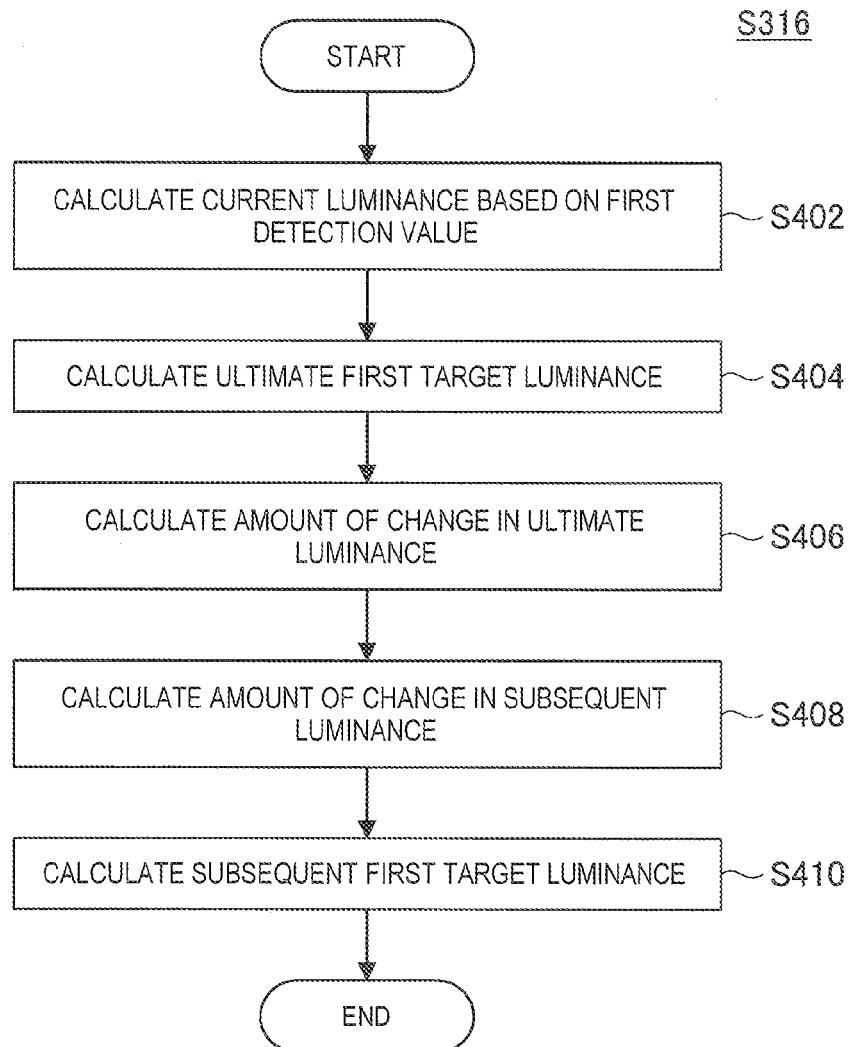 S316
START
CALCULATE CURRENT LUMINANCE BASED ON FIRST
DETECTION VALUE
S402
CALCULATE ULTIMATE FIRST TARGET LUMINANCE
S404
CALCULATE AMOUNT OF CHANGE IN ULTIMATE
LUMINANCE
S406
CALCULATE AMOUNT OF CHANGE IN SUBSEQUENT
LUMINANCE
S408
CALCULATE SUBSEQUENT FIRST TARGET LUMINANCE
S410
END